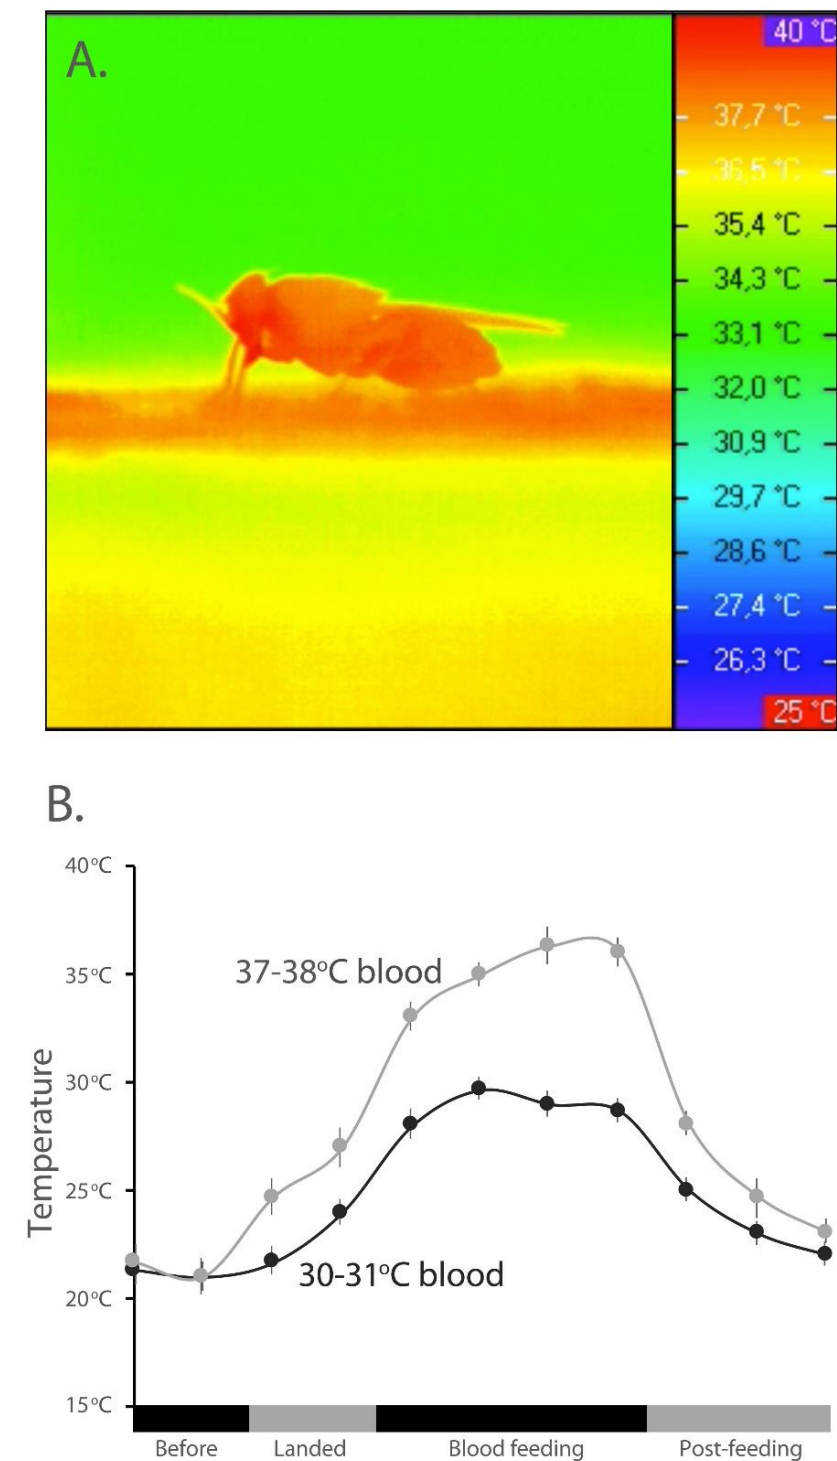 A.
40 °C
37,7 °C
36,5 °C
35,4 °C
34,3 °C
33,1 °C
32,0 °C
30,9 °C
29,7 °C
28,6 °C
27,4 °C
26,3 °C
25 °C
B.
40°C
35°C
30°C
25°C
20°C
15°C
Temperature
37-38°C blood
30-31°C blood
Before Landed Blood feeding Post-feeding